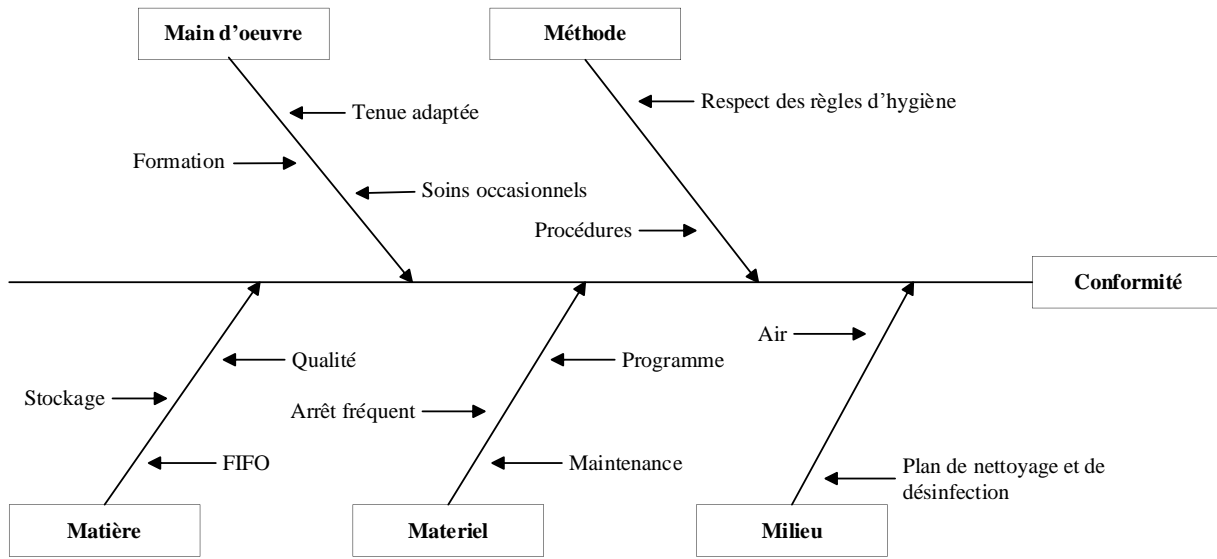 Main d’oeuvre
Méthode
Tenue adaptée
Respect des règles d’hygiène
Formation
Soins occasionnels
Procédures
Conformité
Air
Qualité
Programme
Stockage
Arrêt fréquent
FIFO
Maintenance
Plan de nettoyage et de
désinfection
Matière
Materiel
Milieu